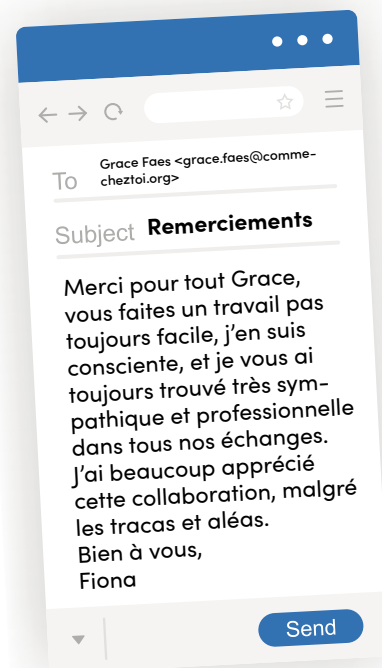 To
Grace Faes <grace.faes@comme-
cheztoi.org>
Subject Remerciements
Merci pour tout Grace,
vous faites un travail pas
toujours facile, j'en suis
consciente, et je vous ai
toujours trouvé très sym-
pathique et professionnelle
dans tous nos échanges.
J'ai beaucoup apprécié
cette collaboration, malgré
les tracas et aléas.
Bien à vous,
Fiona
Send